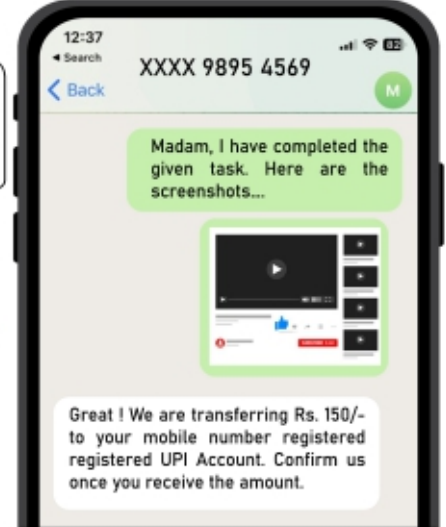 12:37
82
◂ Search
XXXX 9895 4569
Back
M
Madam, I have completed the
given task. Here are the
screenshots...
Great ! We are transferring Rs. 150/-
to your mobile number registered
registered UPI Account. Confirm us
once you receive the amount.